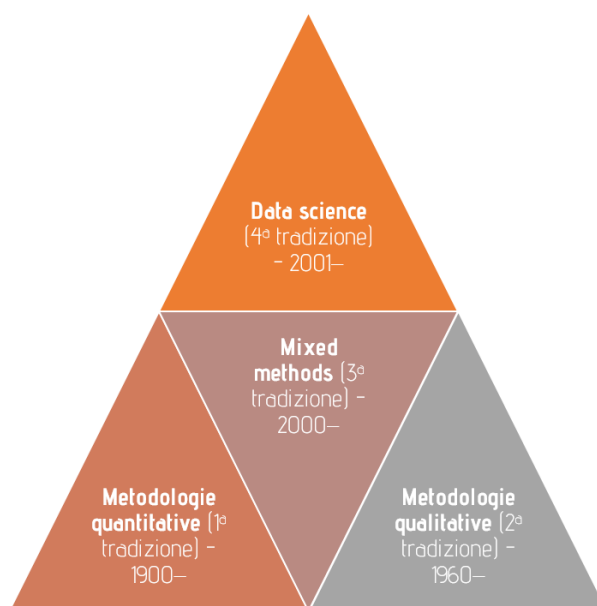 Data science
(4ª tradizione)
- 2001—
Mixed
methods (3ª
tradizione) -
2000—
Metodologie
quantitative (1ª
tradizione) -
1900—
Metodologie
qualitative (2ª
tradizione) -
1960—